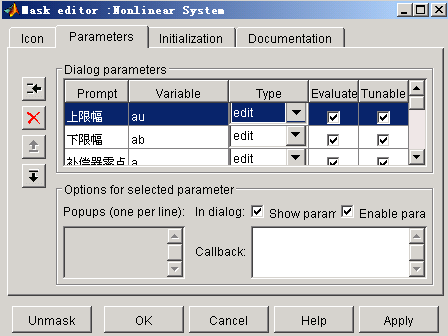 Mask editor :Nonlinear System
Icon Parameters Initialization Documentation
Dialog parameters
Prompt Variable Type Evaluate Tunable
上限幅 au edit
下限幅 ab edit
补偿器零点 a edit
Options for selected parameter
Popups (one per line): In dialog: Show param Enable para
Callback:
Unmask OK Cancel Help Apply